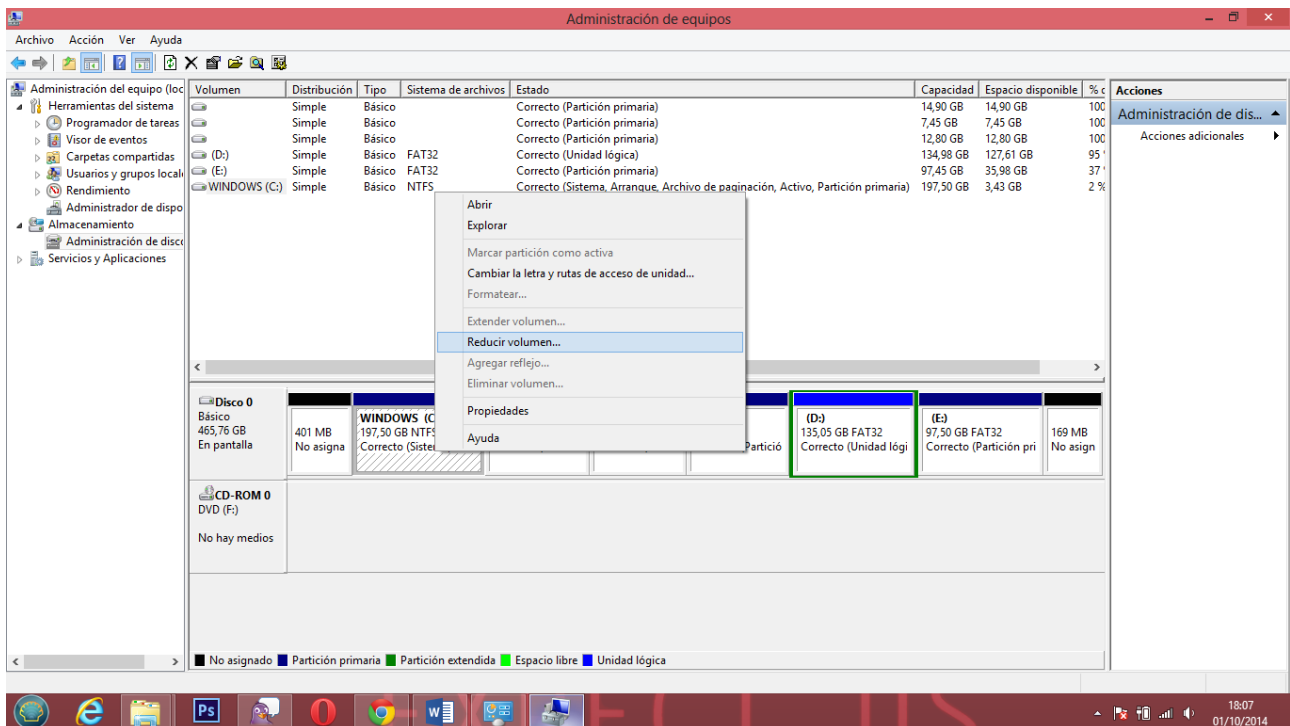 Administración de equipos
Archivo Acción Ver Ayuda
Administración del equipo (loc
Herramientas del sistema
Programador de tareas
Visor de eventos
Carpetas compartidas
Usuarios y grupos local
Rendimiento
Administrador de dispo
Almacenamiento
Administración de disco
Servicios y Aplicaciones
Volumen Distribución Tipo Sistema de archivos Estado Capacidad Espacio disponible % c
Simple Básico Correcto (Partición primaria) 14,90 GB 14,90 GB 100
Simple Básico Correcto (Partición primaria) 7,45 GB 7,45 GB 100
Simple Básico Correcto (Partición primaria) 12,80 GB 12,80 GB 100
(D:) Simple Básico FAT32 Correcto (Unidad lógica) 134,98 GB 127,61 GB 95
(E:) Simple Básico FAT32 Correcto (Partición primaria) 97,45 GB 35,98 GB 37
WINDOWS (C:) Simple Básico NTFS Correcto (Sistema, Arranque, Archivo de paginación, Activo, Partición primaria) 197,50 GB 3,43 GB 2 %
Abrir
Explorar
Marcar partición como activa
Cambiar la letra y rutas de acceso de unidad...
Formatear...
Extender volumen...
Reducir volumen...
Agregar reflejo...
Eliminar volumen...
Propiedades
Ayuda
Acciones
Administración de dis...
Acciones adicionales
Disco 0
Básico
465,76 GB
En pantalla
401 MB
No asigna
WINDOWS (C
197,50 GB NTFS
Correcto (Sister
Partició
(D:)
135,05 GB FAT32
Correcto (Unidad lógi
(E:)
97,50 GB FAT32
Correcto (Partición pri
169 MB
No asign
CD-ROM 0
DVD (F:)
No hay medios
No asignado Partición primaria Partición extendida Espacio libre Unidad lógica
Ps
18:07
01/10/2014